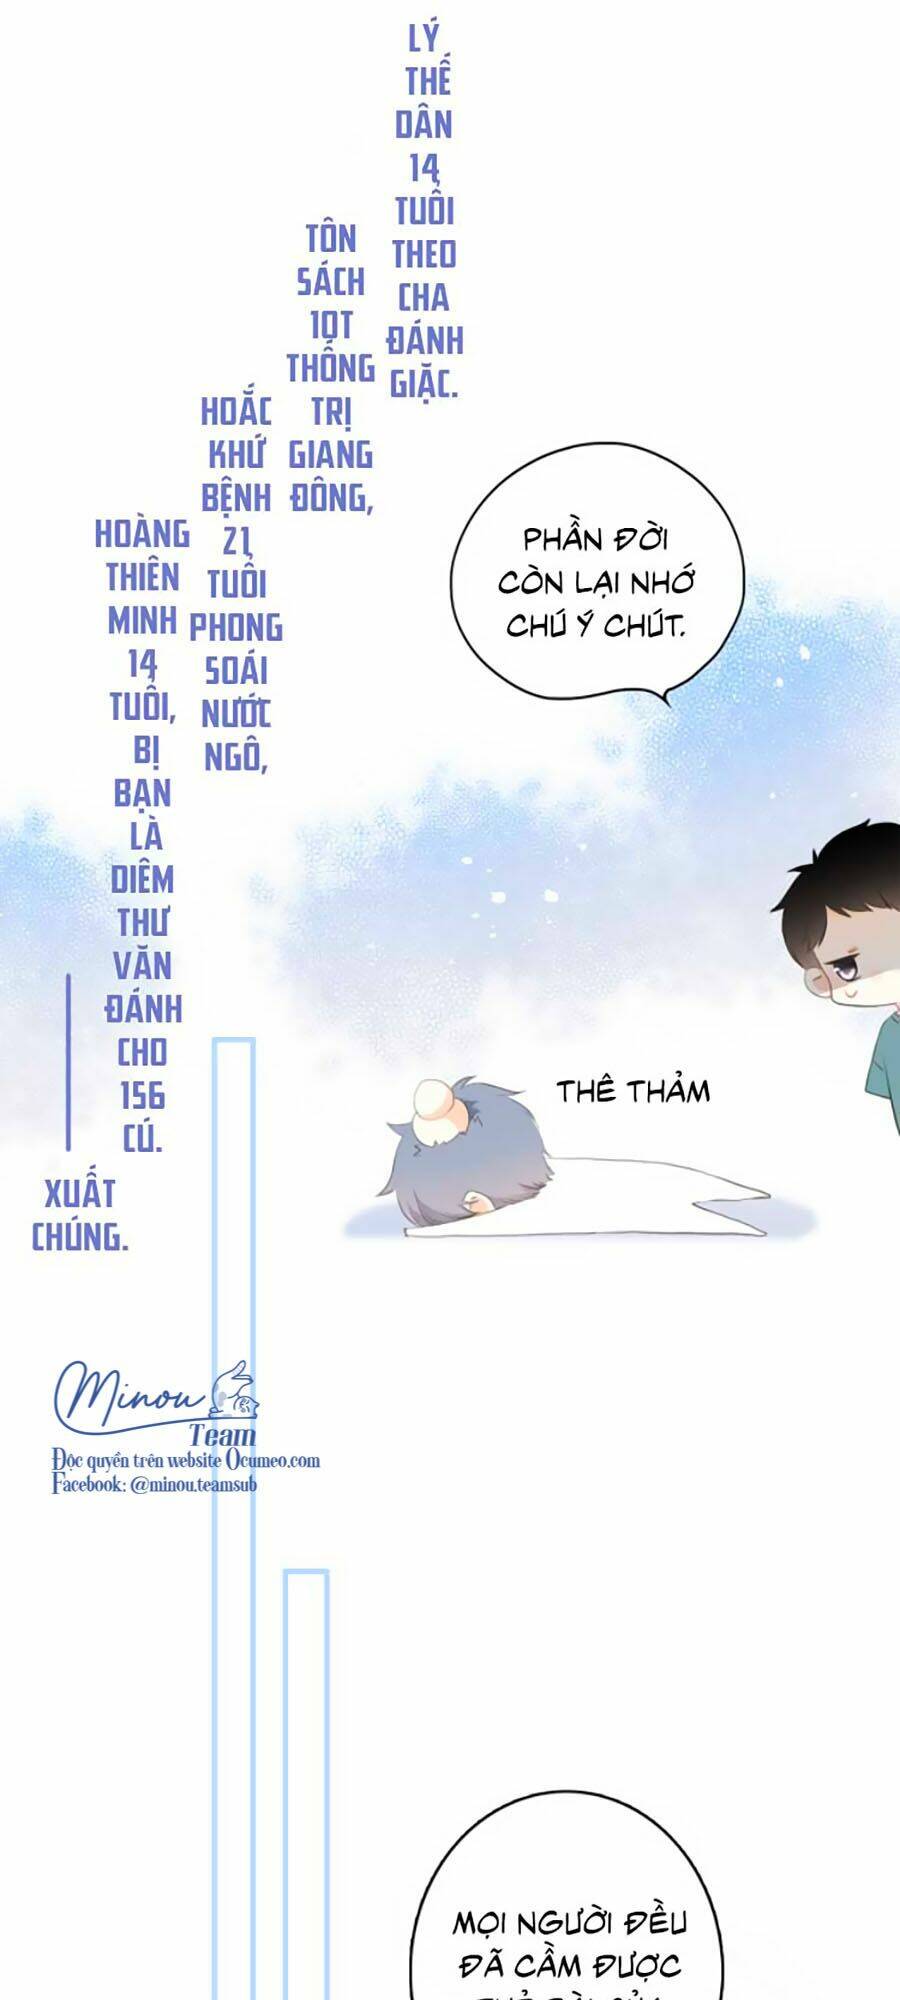 LÝ
THẾ
DÂN
14
TUỔI
THEO
CHA
ĐÁNH
GIẶC.
TÔN
SÁCH
1QT
THỐNG
TRỊ
GIANG
ĐÔNG,
HOẮC
KHỨ
BỆNH
21
TUỔI
PHONG
SOÁI
NƯỚC
NGÔ,
HOÀNG
THIÊN
MINH
14
TUỔI,
BỊ
BẠN
LÀ
DIÊM
THƯ
VĂN
ĐÁNH
CHO
156
CÚ.
XUẤT
CHÚNG.
PHẦN ĐỜI
CÒN LẠI NHỚ
CHÚ Ý CHÚT.
THÊ THẢM
Minou
Team
Độc quyền trên website Ocumeo.com
Facebook: @minou.teamsub
MỌI NGƯỜI ĐỀU
ĐÃ CẦM ĐƯỢC